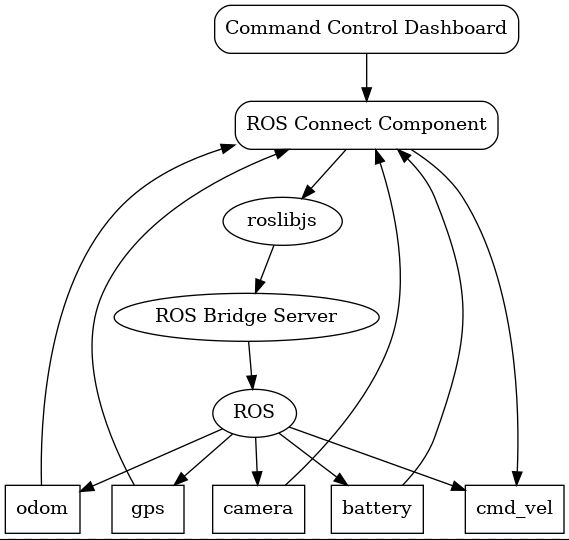 Command Control Dashboard
ROS Connect Component
roslibjs
ROS Bridge Server
ROS
odom
gps
camera
battery
cmd_vel